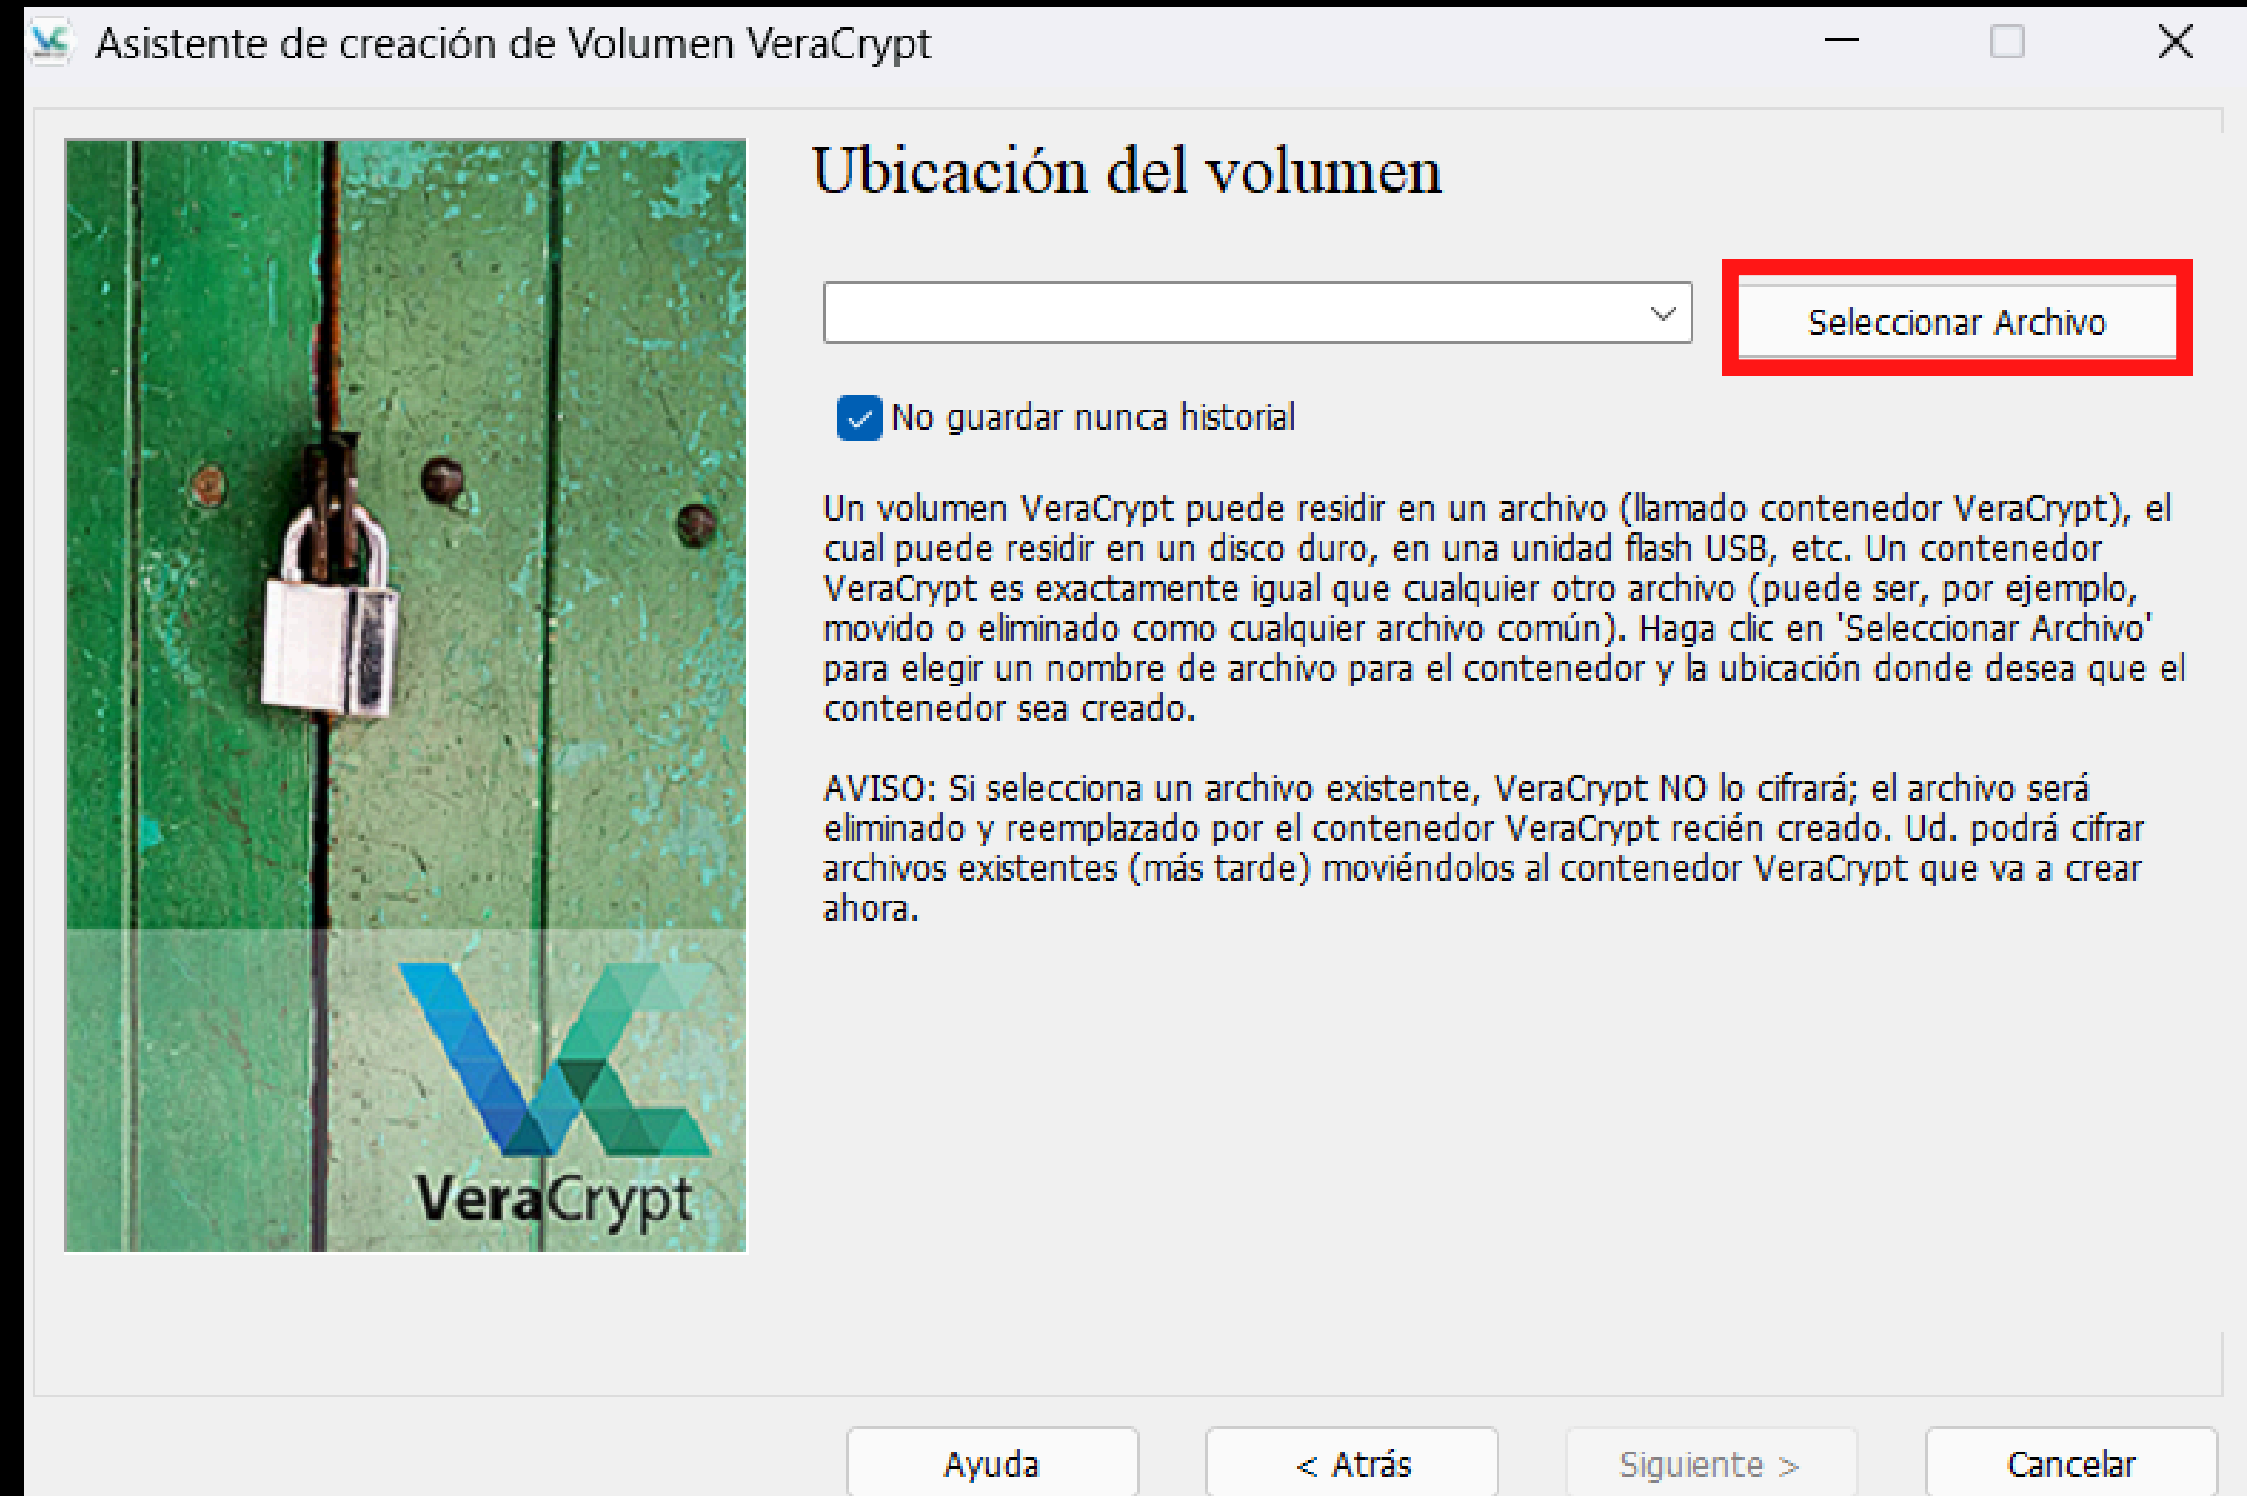 Asistente de creación de Volumen VeraCrypt
Ubicación del volumen
Seleccionar Archivo
No guardar nunca historial
Un volumen VeraCrypt puede residir en un archivo (llamado contenedor VeraCrypt), el
cual puede residir en un disco duro, en una unidad flash USB, etc. Un contenedor
VeraCrypt es exactamente igual que cualquier otro archivo (puede ser, por ejemplo,
movido o eliminado como cualquier archivo común). Haga clic en 'Seleccionar Archivo'
para elegir un nombre de archivo para el contenedor y la ubicación donde desea que el
contenedor sea creado.
AVISO: Si selecciona un archivo existente, VeraCrypt NO lo cifrará; el archivo será
eliminado y reemplazado por el contenedor VeraCrypt recién creado. Ud. podrá cifrar
archivos existentes (más tarde) moviéndolos al contenedor VeraCrypt que va a crear
ahora.
VeraCrypt
Ayuda
< Atrás
Siguiente >
Cancelar